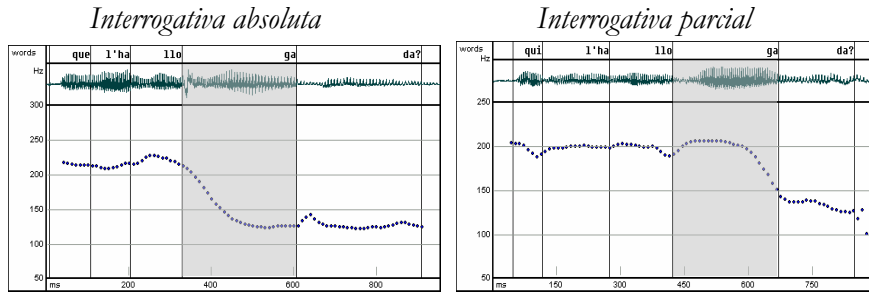 Interrogativa absoluta
words que l'ha llo ga da?
Hz
300
250
200
150
100
50
ms 200 400 600 800
Interrogativa parcial
words qui l'ha llo ga da?
Hz
250
200
150
100
50
ms 150 300 450 600 750